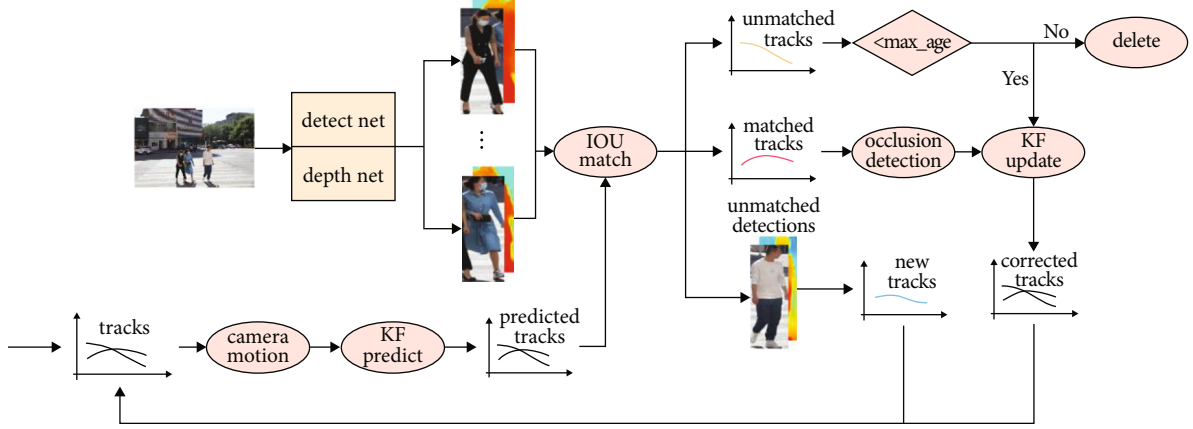 unmatched
tracks
<max_age
No
delete
Yes
detect net
depth net
⋮
IOU
match
matched
tracks
occlusion
detection
KF
update
unmatched
detections
new
tracks
corrected
tracks
tracks
camera
motion
KF
predict
predicted
tracks